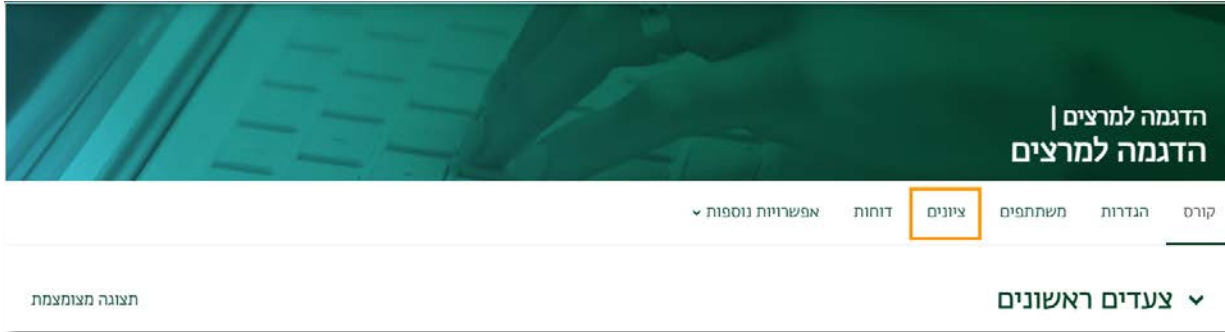 הדגמה למרצים |
הדגמה למרצים
קורס הגדרות משתתפים ציונים דוחות אפשרויות נוספות
צעדים ראשונים תצוגה מצומצמת